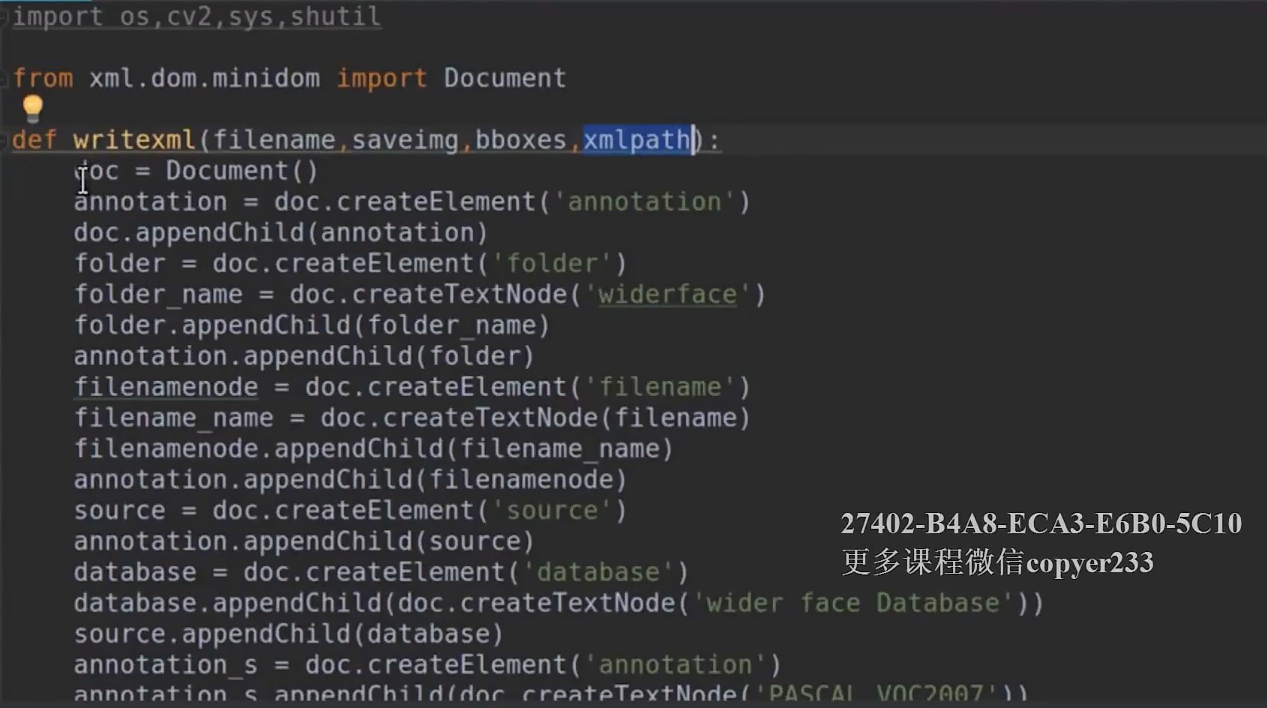 import os,cv2,sys,shutil
from xml.dom.minidom import Document
def writexml(filename,saveimg,bboxes,xmlpath):
doc = Document()
annotation = doc.createElement('annotation')
doc.appendChild(annotation)
folder = doc.createElement('folder')
folder_name = doc.createTextNode('widerface')
folder.appendChild(folder_name)
annotation.appendChild(folder)
filenamenode = doc.createElement('filename')
filename_name = doc.createTextNode(filename)
filenamenode.appendChild(filename_name)
annotation.appendChild(filenamenode)
source = doc.createElement('source')
annotation.appendChild(source)
database = doc.createElement('database')
database.appendChild(doc.createTextNode('wider face Database'))
source.appendChild(database)
annotation_s = doc.createElement('annotation')
annotation_s.appendChild(doc.createTextNode('PASCAL VOC2007'))
27402-B4A8-ECA3-E6B0-5C10
更多课程微信copyer233